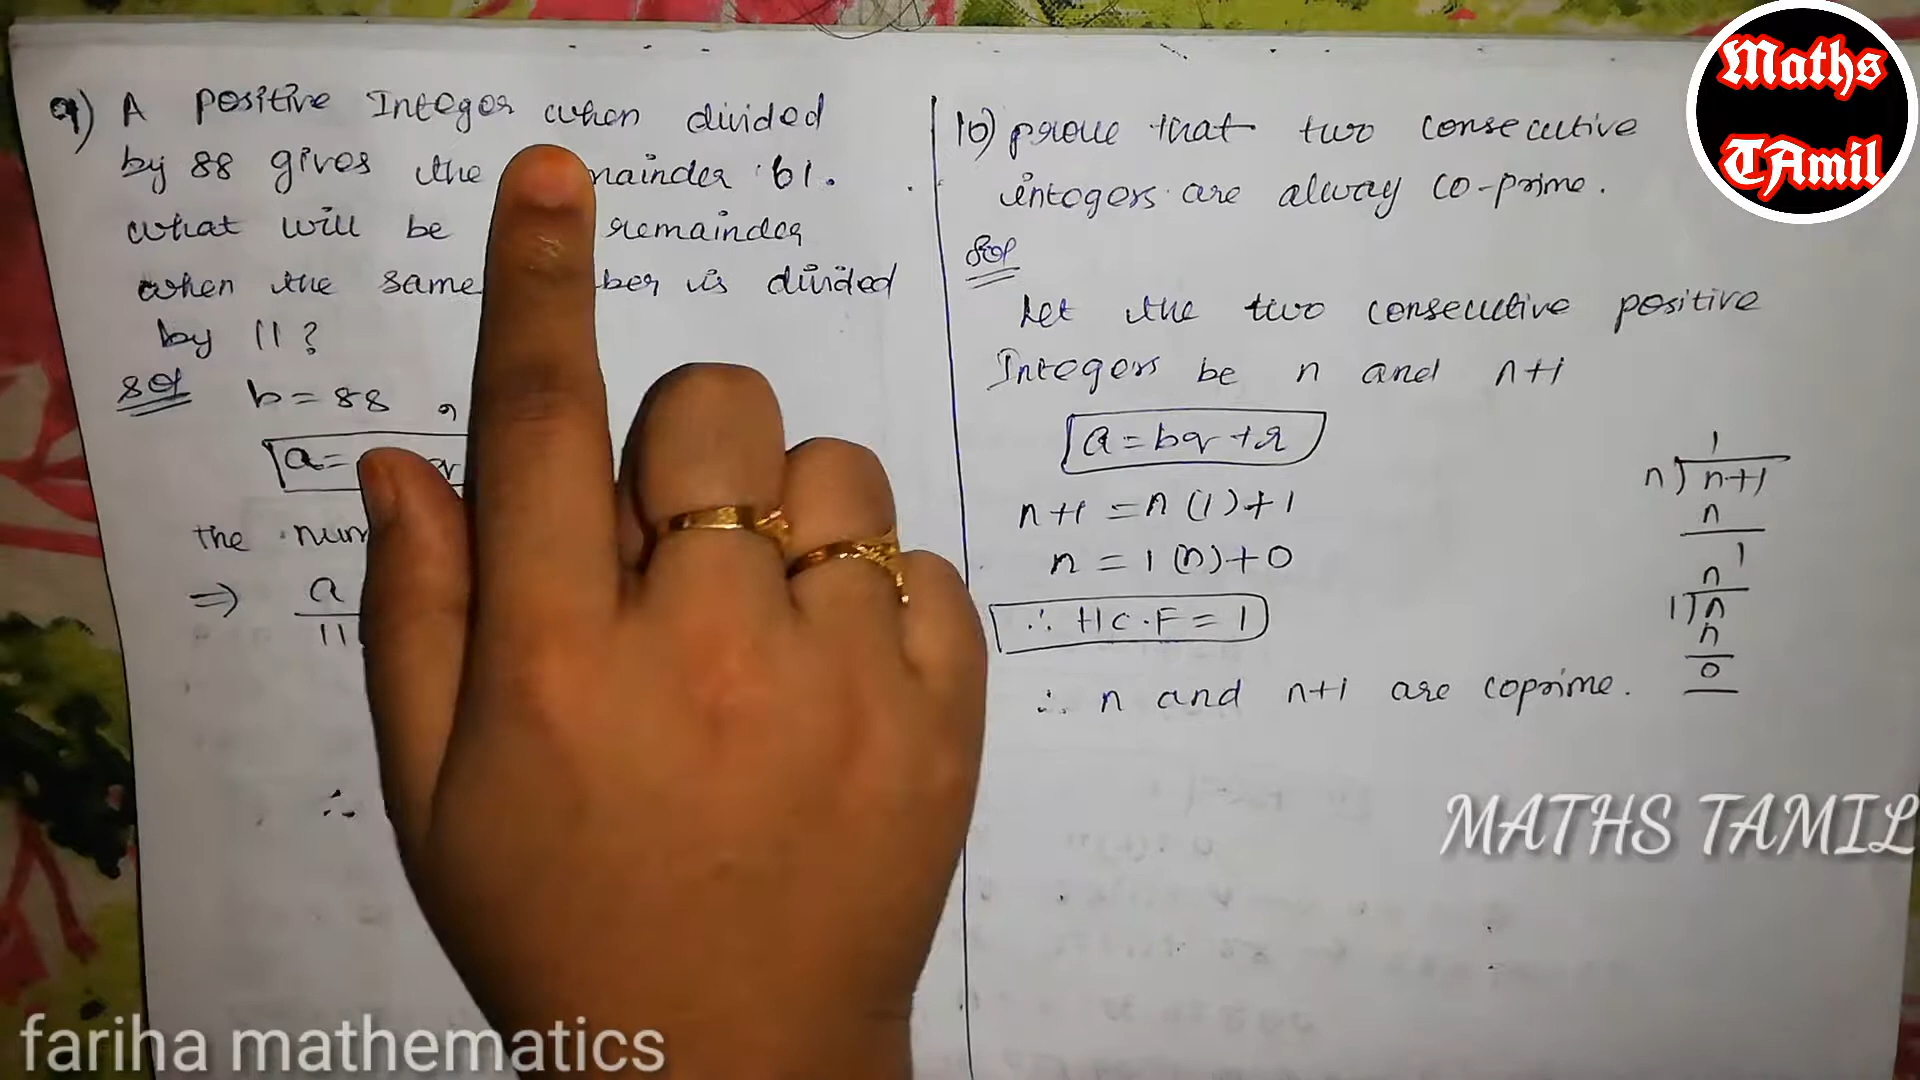 9) A positive Integer when divided
by 88 gives the mainder 61.
what will be remainder
when the same ber is divided
by 11?
Sol b = 88 ,
a =
the num
⇒ a
11
∴
10) prove that two consecutive
integers are alway co-prime.
Sol
Let the two consecutive positive
Integers be n and n+1
a = bq + r
n+1 = n (1) + 1
n = 1 (n) + 0
∴ H.C.F = 1
∴ n and n+1 are coprime.
1
n) n+1
n
1
n
1) n
n
0
Maths
TAmil
MATHS TAMIL
fariha mathematics